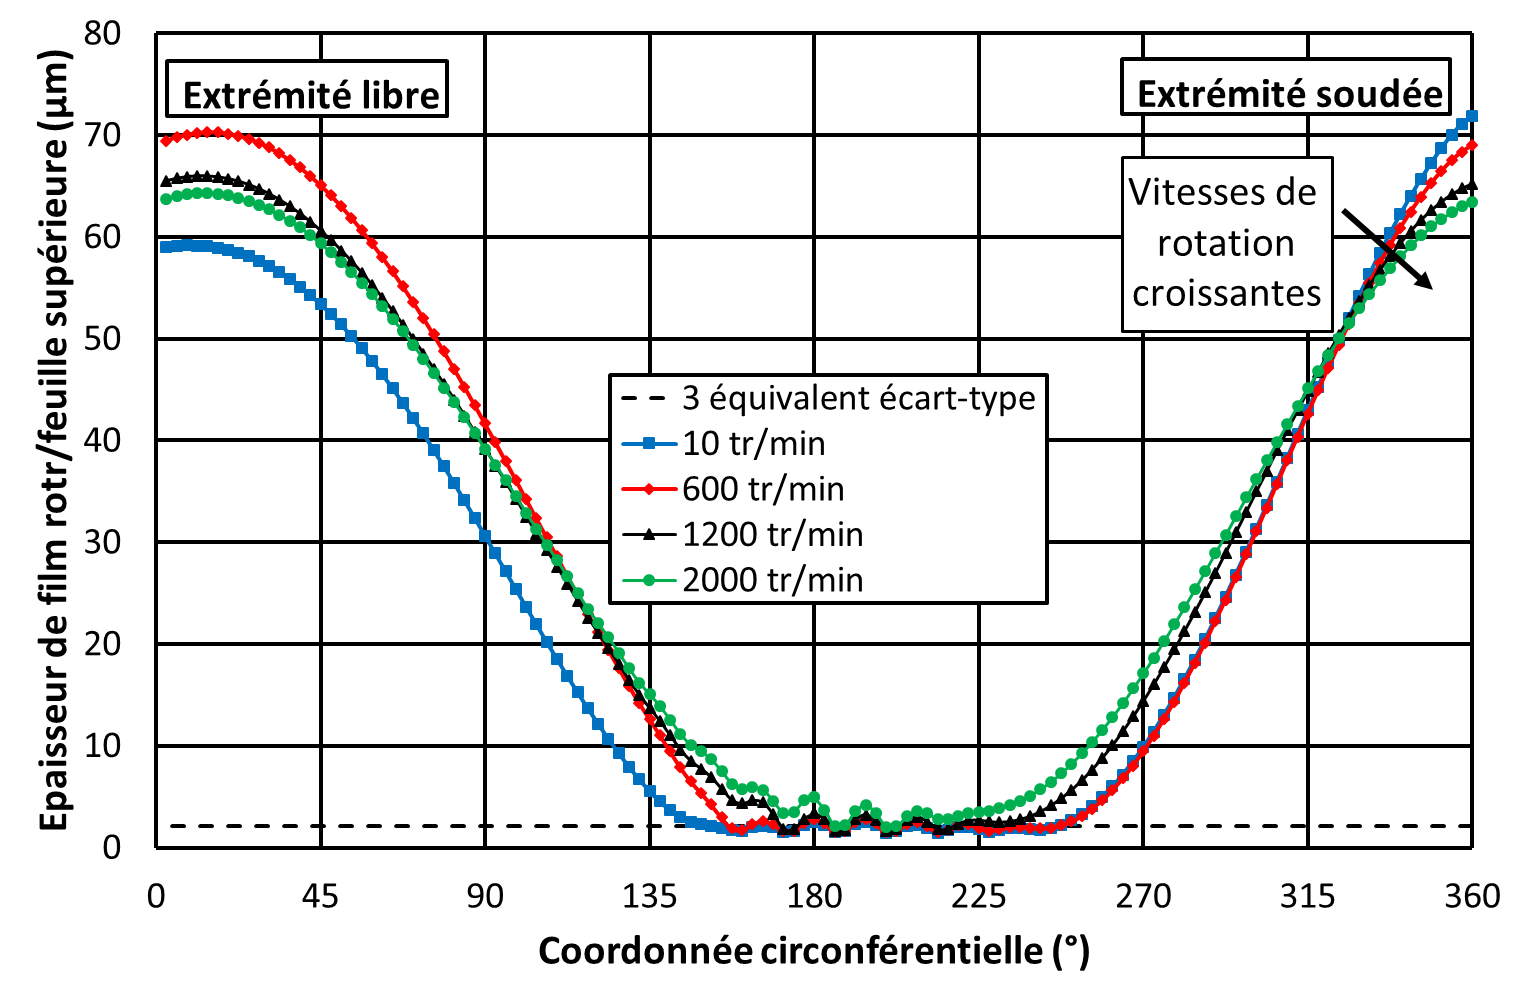 Epaisseur de film rotr/feuille supérieure (µm)
80
70
60
50
40
30
20
10
0
Extrémité libre
Extrémité soudée
Vitesses de
rotation
croissantes
3 équivalent écart-type
10 tr/min
600 tr/min
1200 tr/min
2000 tr/min
0 45 90 135 180 225 270 315 360
Coordonnée circonférentielle (°)